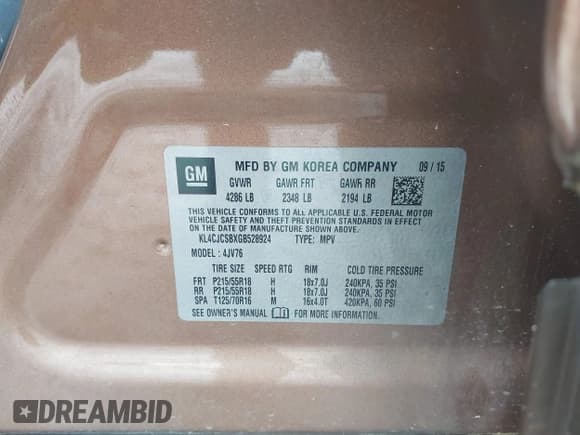 GM
MFD BY GM KOREA COMPANY 09 / 15
GVWR GAWR FRT GAWR RR
4286 LB 2348 LB 2194 LB
THIS VEHICLE CONFORMS TO ALL APPLICABLE U.S. FEDERAL MOTOR
VEHICLE SAFETY AND THEFT PREVENTION STANDARDS IN EFFECT
ON THE DATE OF MANUFACTURE SHOWN ABOVE.
KL4CJCSBXGB528924 TYPE: MPV
MODEL : 4JV76
TIRE SIZE SPEED RTG RIM COLD TIRE PRESSURE
FRT P215/55R18 H 18x7.0J 240KPA, 35 PSI
RR P215/55R18 H 18x7.0J 240KPA, 35 PSI
SPA T125/70R16 M 16x4.0T 420KPA, 60 PSI
SEE OWNER'S MANUAL FOR MORE INFORMATION.
DREAMBID